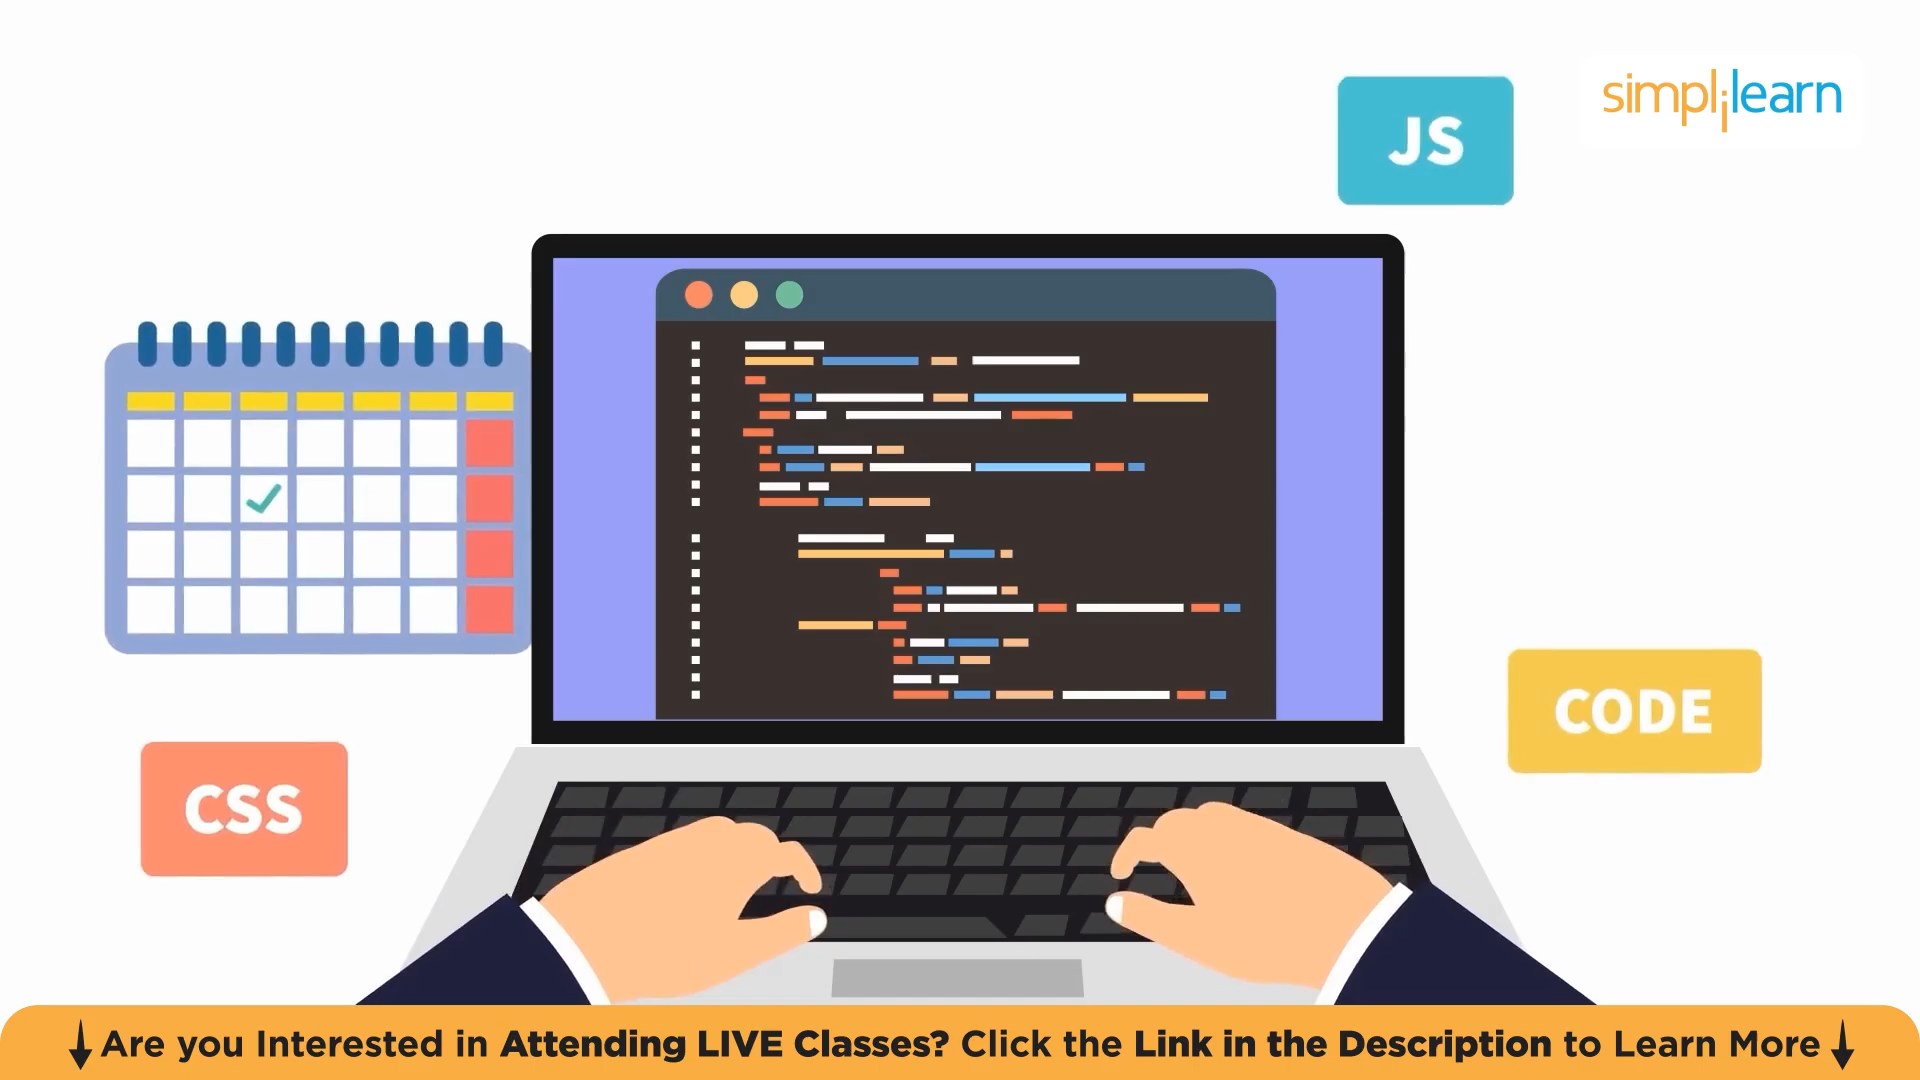 simplilearn
JS
CODE
CSS
Are you Interested in Attending LIVE Classes? Click the Link in the Description to Learn More